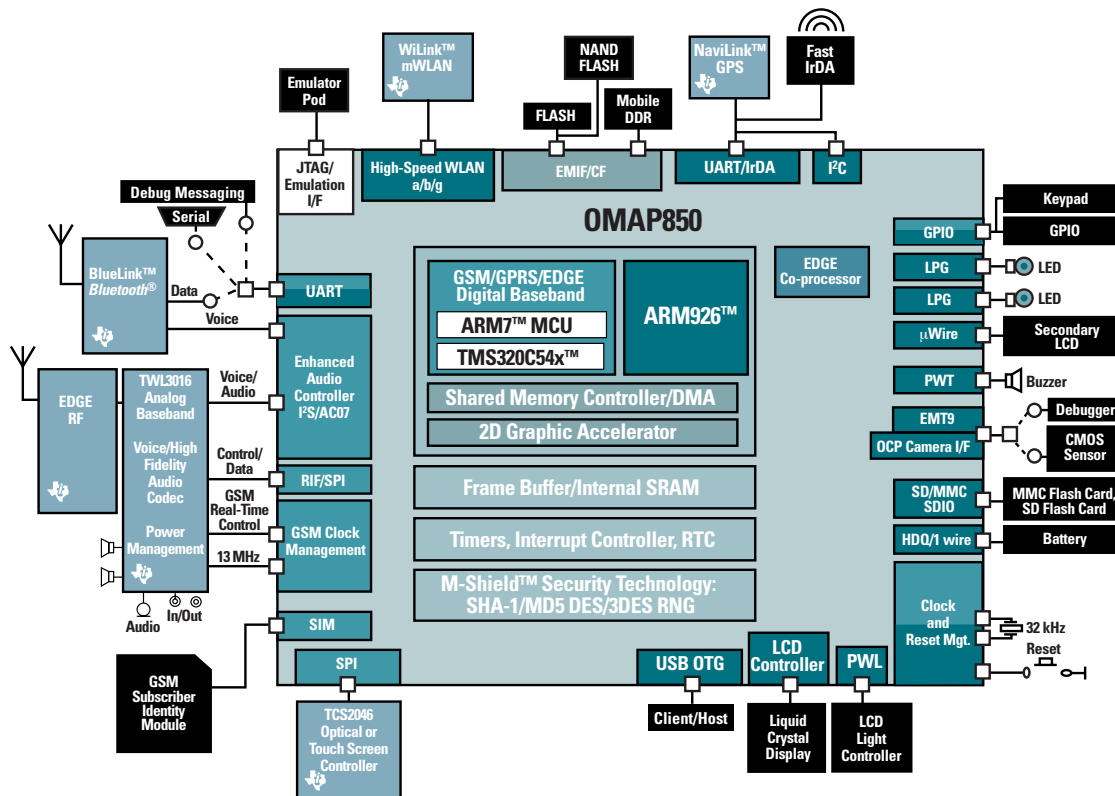 WiLink™
mWLAN
NAND
FLASH
NaviLink™
GPS
Fast
IrDA
Emulator
Pod
FLASH
Mobile
DDR
JTAG/
Emulation
I/F
High-Speed WLAN
a/b/g
EMIF/CF
UART/IrDA
I²C
Debug Messaging
Serial
OMAP850
Keypad
GPIO
GPIO
BlueLink™
Bluetooth®
Data
Voice
UART
GSM/GPRS/EDGE
Digital Baseband
ARM7™ MCU
TMS320C54x™
ARM926™
EDGE
Co-processor
LPG
LED
LPG
LED
µWire
Secondary
LCD
Enhanced
Audio
Controller
I²S/AC07
PWT
Buzzer
EDGE
RF
TWL3016
Analog
Baseband
Voice/High
Fidelity
Audio
Codec
Power
Management
Voice/
Audio
Shared Memory Controller/DMA
2D Graphic Accelerator
EMT9
OCP Camera I/F
Debugger
CMOS
Sensor
Control/
Data
RIF/SPI
Frame Buffer/Internal SRAM
SD/MMC
SDIO
MMC Flash Card,
SD Flash Card
GSM
Real-Time
Control
13 MHz
GSM Clock
Management
Timers, Interrupt Controller, RTC
HDQ/1 wire
Battery
M-Shield™ Security Technology:
SHA-1/MD5 DES/3DES RNG
Clock
and
Reset Mgt.
32 kHz
Reset
Audio
In/Out
SIM
GSM
Subscriber
Identity
Module
SPI
USB OTG
LCD
Controller
PWL
TCS2046
Optical or
Touch Screen
Controller
Client/Host
Liquid
Crystal
Display
LCD
Light
Controller